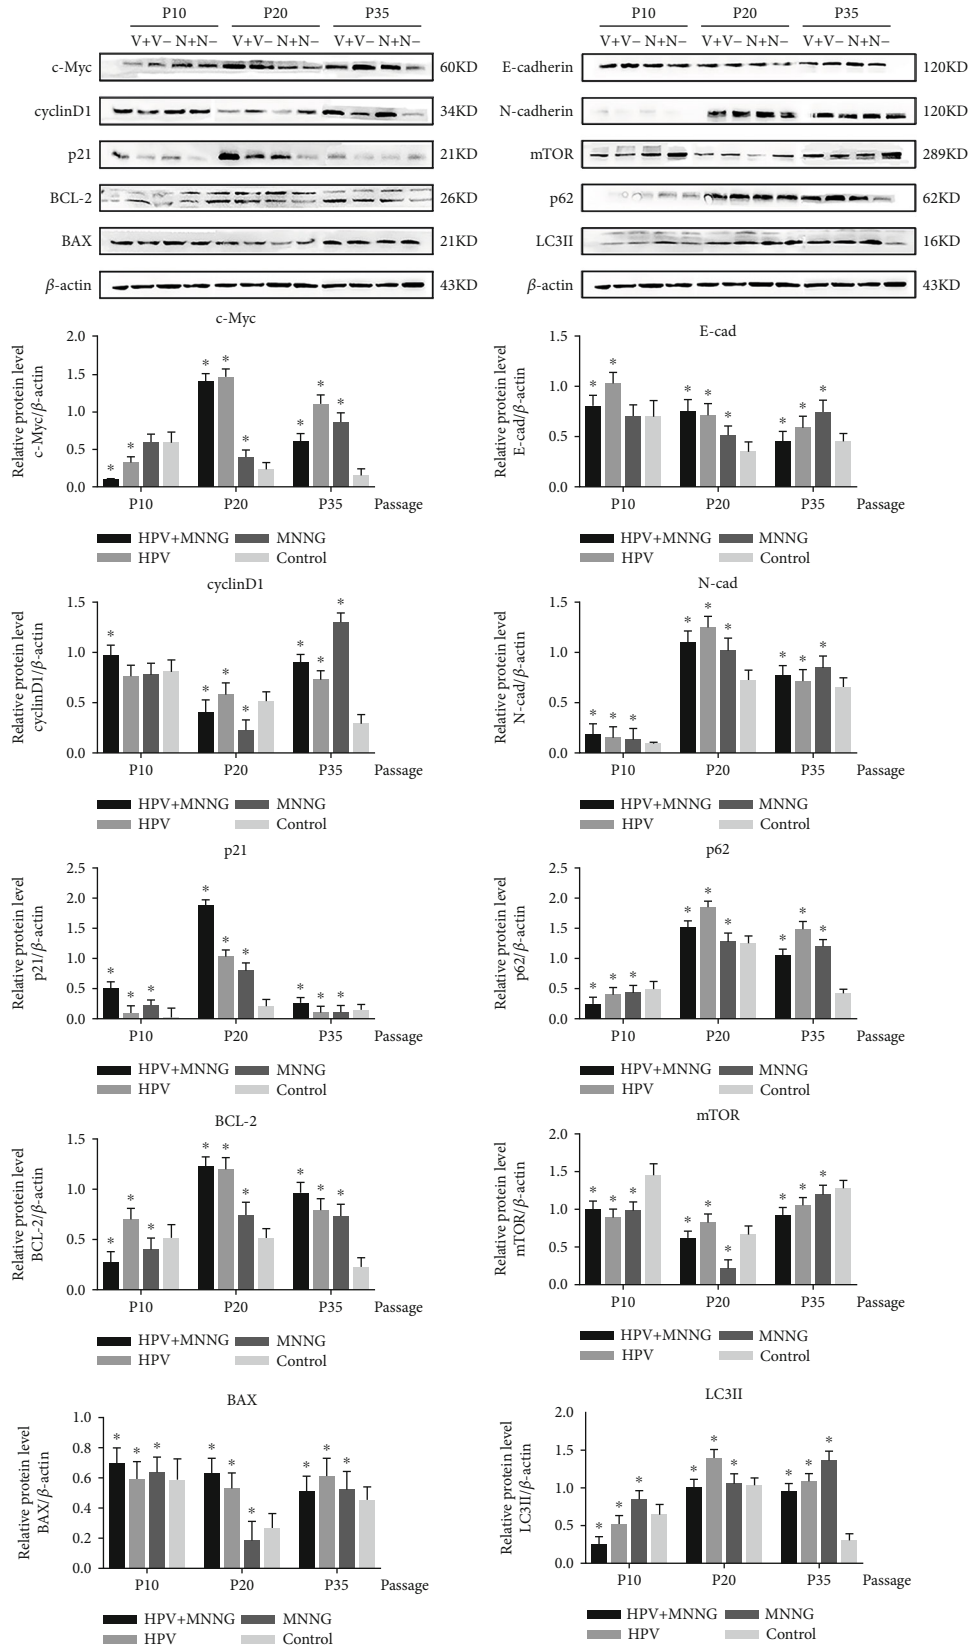 P10 P20 P35
V+V− N+N− V+V− N+N− V+V− N+N−
c-Myc 60KD
cyclinD1 34KD
p21 21KD
BCL-2 26KD
BAX 21KD
β-actin 43KD
P10 P20 P35
V+V− N+N− V+V− N+N− V+V− N+N−
E-cadherin 120KD
N-cadherin 120KD
mTOR 289KD
p62 62KD
LC3II 16KD
β-actin 43KD
c-Myc
Relative protein level
c-Myc/β-actin
2.0
1.5
1.0
0.5
0.0
* * * * * * * *
P10 P20 P35 Passage
HPV+MNNG MNNG
HPV Control
E-cad
Relative protein level
E-cad/β-actin
1.5
1.0
0.5
0.0
* * * * * * * *
P10 P20 P35 Passage
HPV+MNNG MNNG
HPV Control
cyclinD1
Relative protein level
cyclinD1/β-actin
1.5
1.0
0.5
0.0
* * * * * * *
P10 P20 P35 Passage
HPV+MNNG MNNG
HPV Control
N-cad
Relative protein level
N-cad/β-actin
1.5
1.0
0.5
0.0
* * * * * * * * *
P10 P20 P35 Passage
HPV+MNNG MNNG
HPV Control
p21
Relative protein level
p21/β-actin
2.5
2.0
1.5
1.0
0.5
0.0
* * * * * * * * *
P10 P20 P35 Passage
HPV+MNNG MNNG
HPV Control
p62
Relative protein level
p62/β-actin
2.5
2.0
1.5
1.0
0.5
0.0
* * * * * * * * *
P10 P20 P35 Passage
HPV+MNNG MNNG
HPV Control
BCL-2
Relative protein level
BCL-2/β-actin
1.5
1.0
0.5
0.0
* * * * * * * * *
P10 P20 P35 Passage
HPV+MNNG MNNG
HPV Control
mTOR
Relative protein level
mTOR/β-actin
2.0
1.5
1.0
0.5
0.0
* * * * * * * * *
P10 P20 P35 Passage
HPV+MNNG MNNG
HPV Control
BAX
Relative protein level
BAX/β-actin
1.0
0.8
0.6
0.4
0.2
0.0
* * * * * * * * *
P10 P20 P35 Passage
HPV+MNNG MNNG
HPV Control
LC3II
Relative protein level
LC3II/β-actin
2.0
1.5
1.0
0.5
0.0
* * * * * * * * *
P10 P20 P35 Passage
HPV+MNNG MNNG
HPV Control